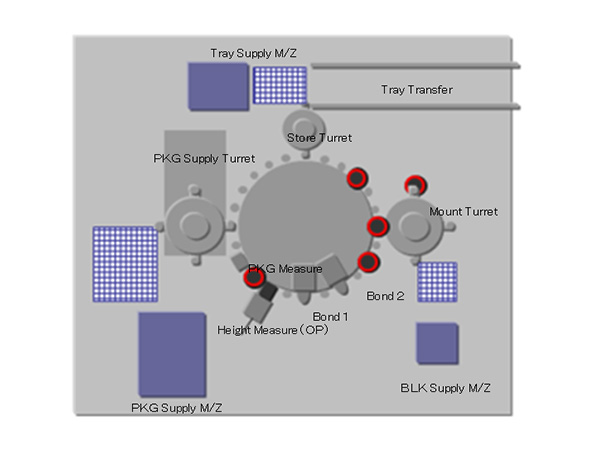 Tray Supply M/Z
Tray Transfer
Store Turret
PKG Supply Turret
Mount Turret
PKG Measure
Bond 2
Bond 1
Height Measure(OP)
BLK Supply M/Z
PKG Supply M/Z